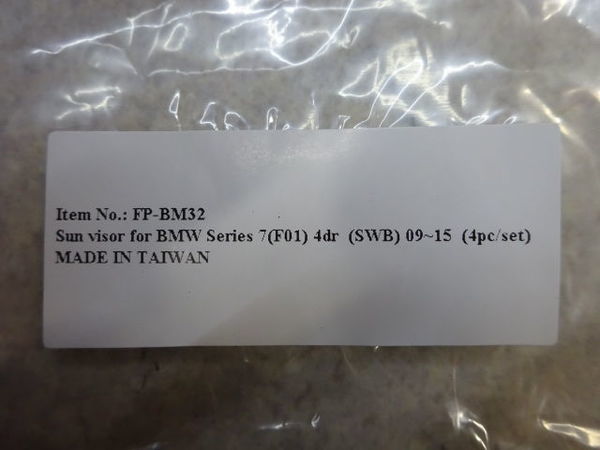 Item No.: FP-BM32
Sun visor for BMW Series 7(F01) 4dr (SWB) 09~15 (4pc/set)
MADE IN TAIWAN